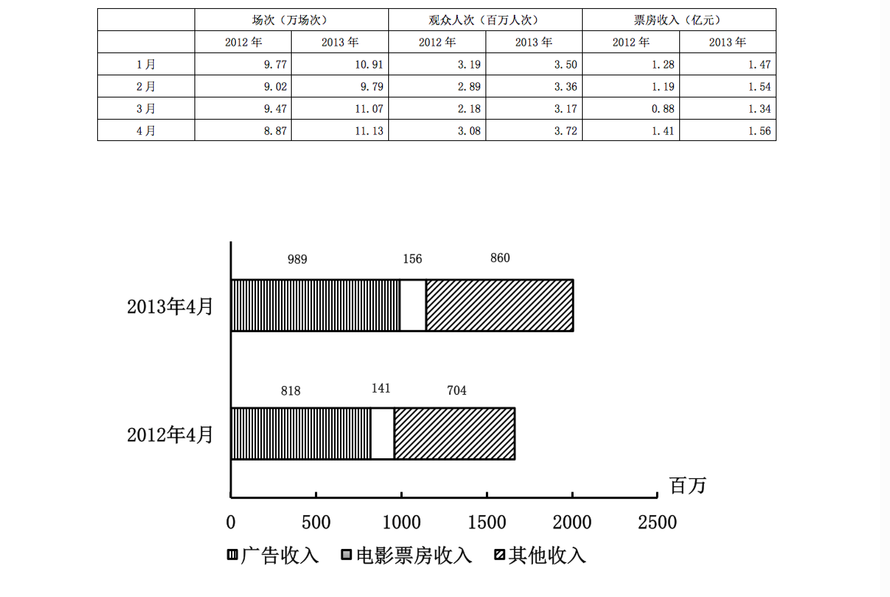 场次（万场次） 观众人次（百万人次） 票房收入（亿元）
2012 年 2013 年 2012 年 2013 年 2012 年 2013 年
1 月 9.77 10.91 3.19 3.50 1.28 1.47
2 月 9.02 9.79 2.89 3.36 1.19 1.54
3 月 9.47 11.07 2.18 3.17 0.88 1.34
4 月 8.87 11.13 3.08 3.72 1.41 1.56
989 156 860
2013年4月
818 141 704
2012年4月
百万
0 500 1000 1500 2000 2500
广告收入 电影票房收入 其他收入